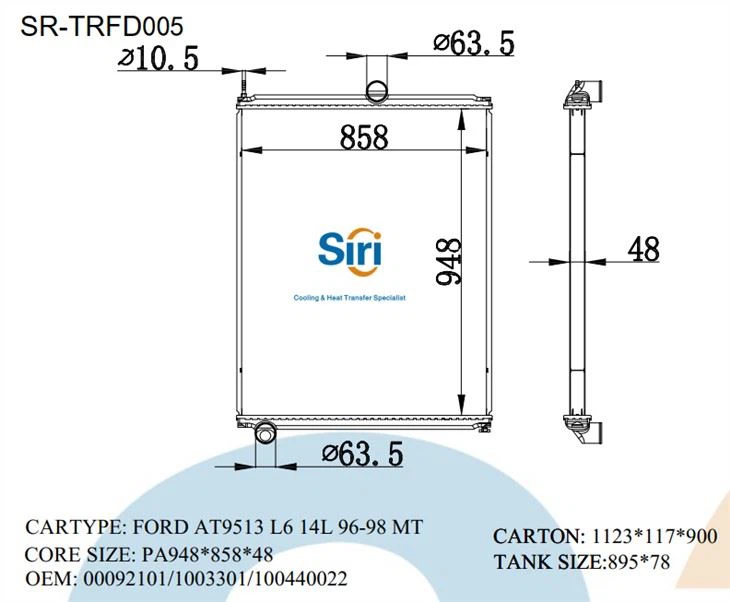 SR-TRFD005
⌀10.5
⌀63.5
858
948
48
Siri
Cooling & Heat Transfer Specialist
⌀63.5
CARTYPE: FORD AT9513 L6 14L 96-98 MT
CORE SIZE: PA948*858*48
OEM: 00092101/1003301/100440022
CARTON: 1123*117*900
TANK SIZE:895*78